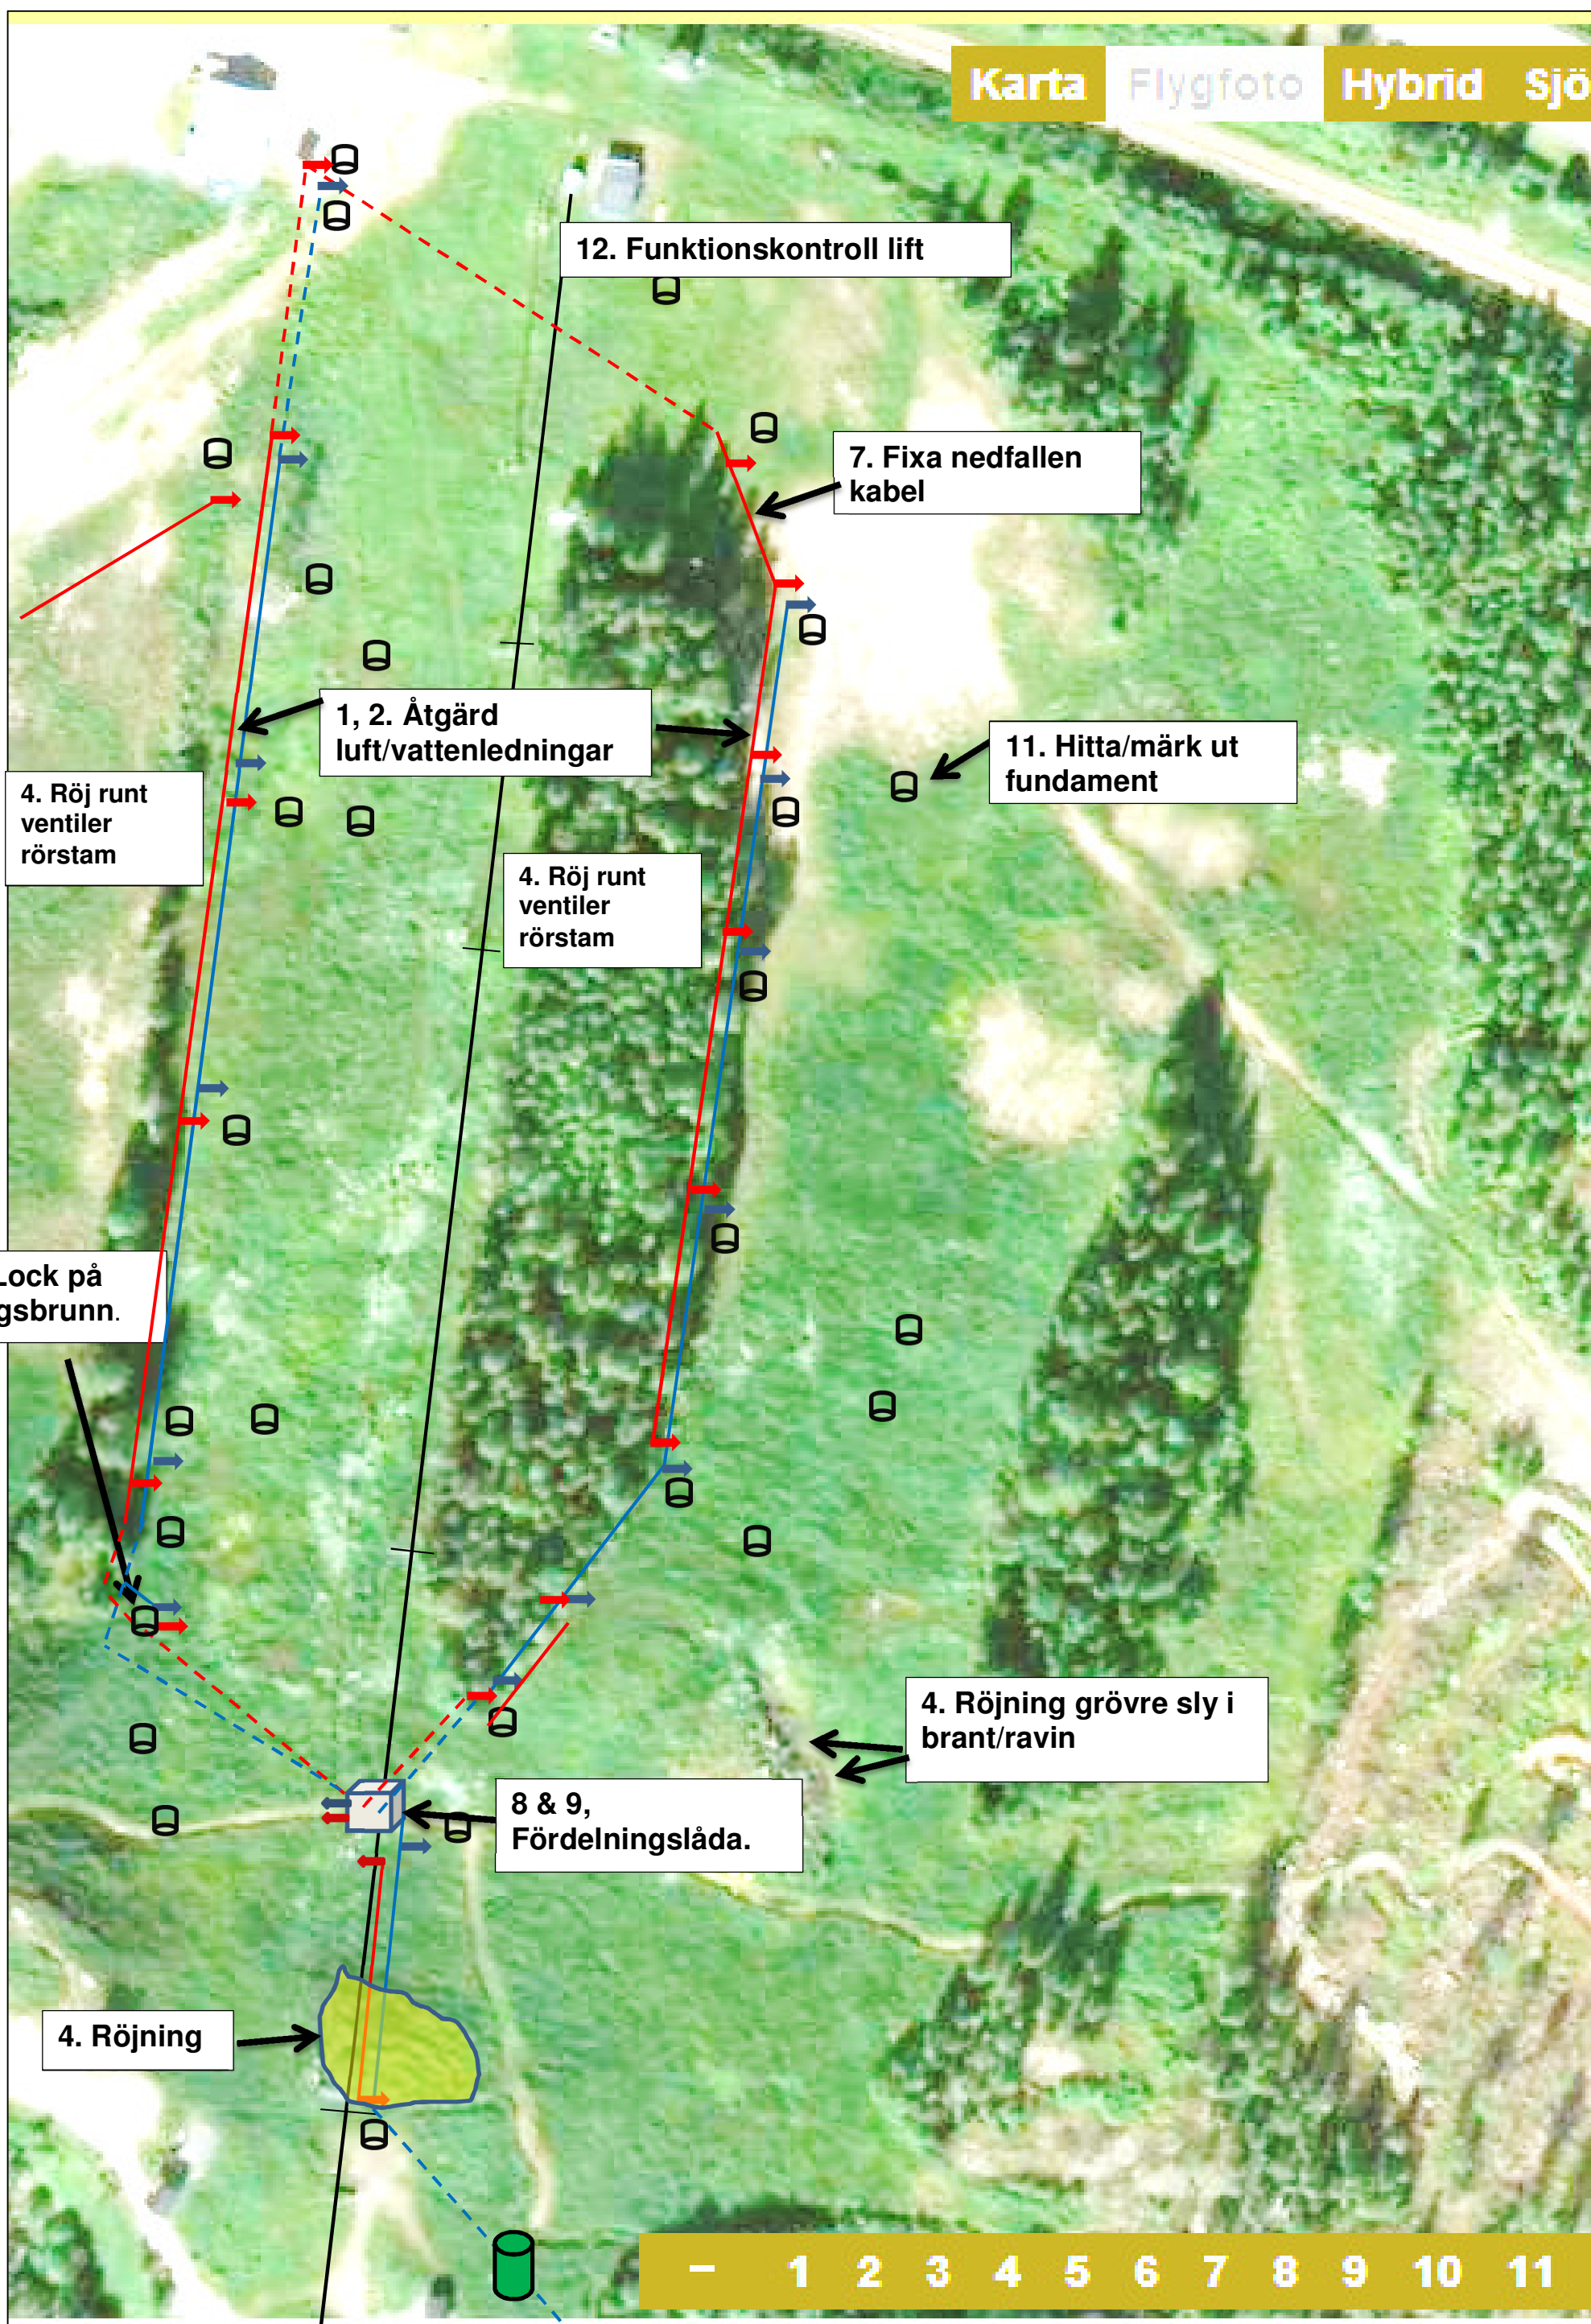 Karta Flygfoto Hybrid Sjö
12. Funktionskontroll lift
7. Fixa nedfallen
kabel
1, 2. Åtgärd
luft/vattenledningar
11. Hitta/märk ut
fundament
4. Röj runt
ventiler
rörstam
4. Röj runt
ventiler
rörstam
Lock på
gsbrunn.
4. Röjning grövre sly i
brant/ravin
8 & 9,
Fördelningslåda.
4. Röjning
– 1 2 3 4 5 6 7 8 9 10 11